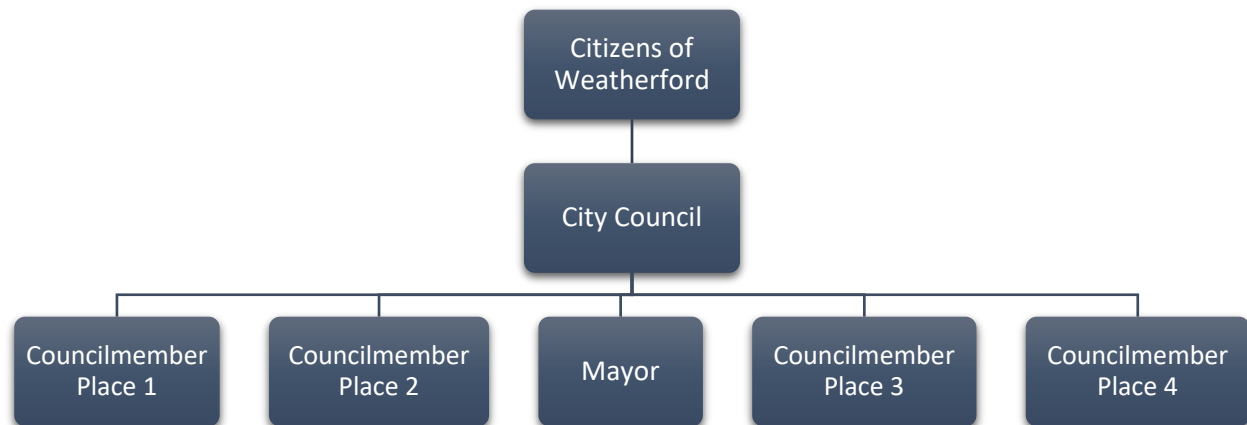 Citizens of
Weatherford
City Council
Councilmember
Place 1
Councilmember
Place 2
Mayor
Councilmember
Place 3
Councilmember
Place 4